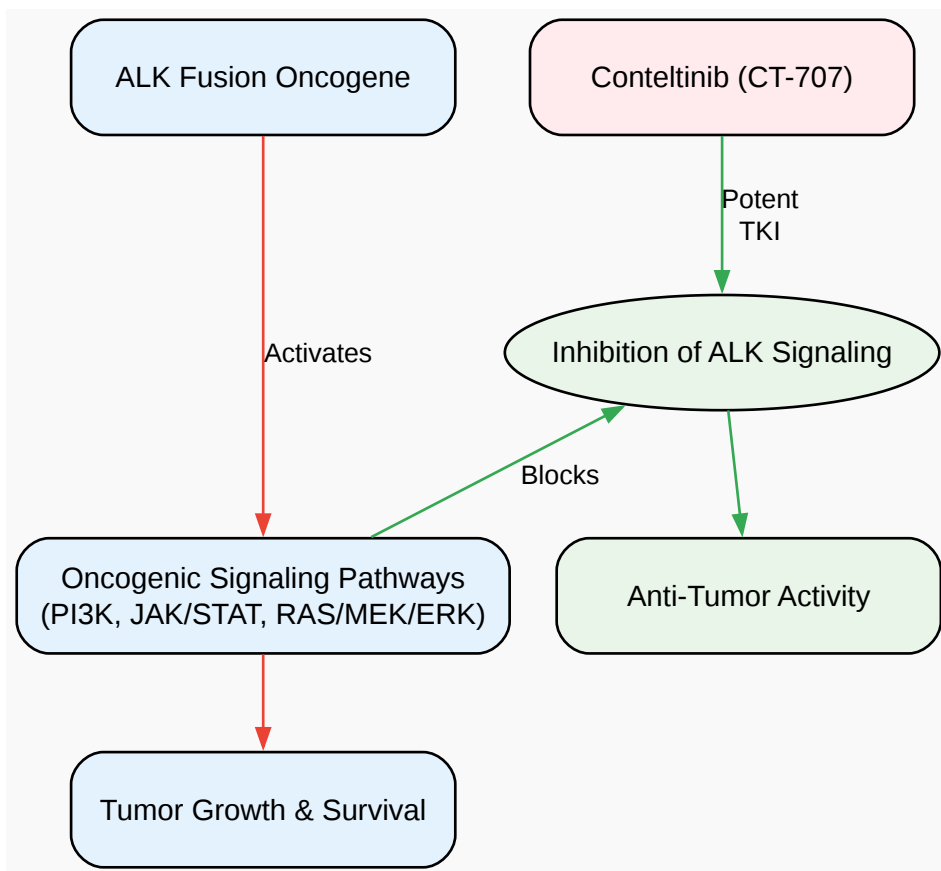 ALK Fusion Oncogene
Conteltinib (CT-707)
Potent
TKI
Activates
Inhibition of ALK Signaling
Blocks
Oncogenic Signaling Pathways
(PI3K, JAK/STAT, RAS/MEK/ERK)
Anti-Tumor Activity
Tumor Growth & Survival